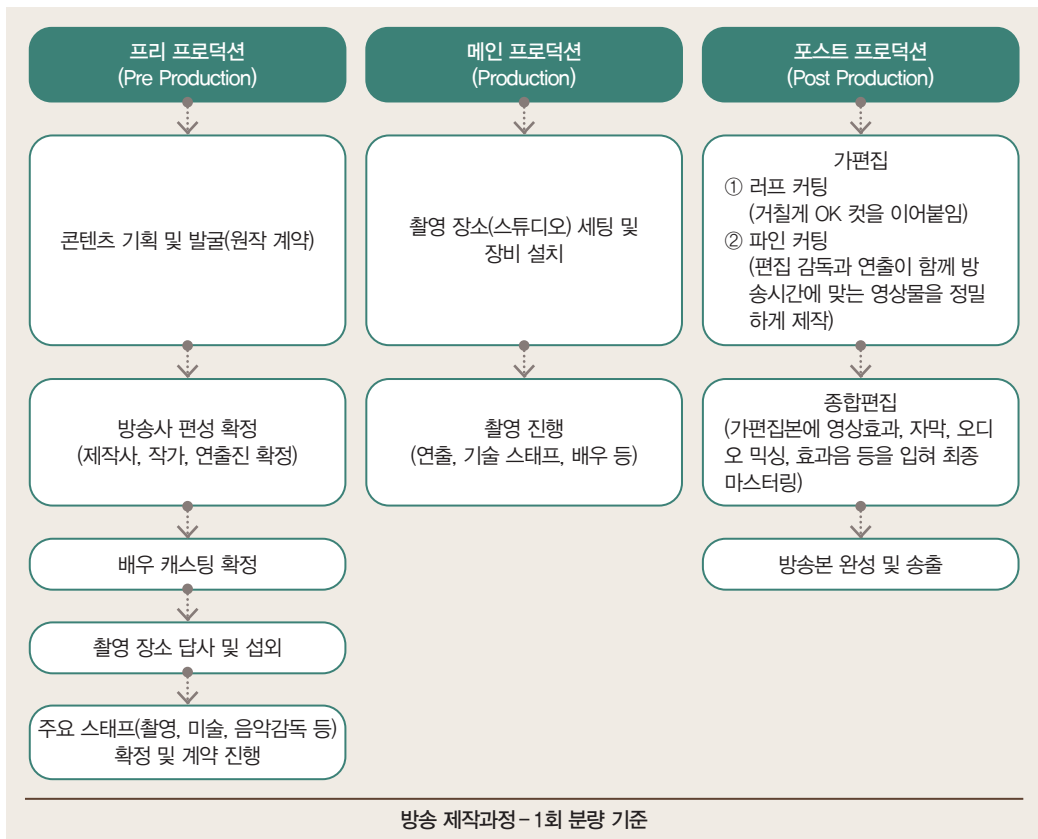 프리 프로덕션
(Pre Production)
콘텐츠 기획 및 발굴(원작 계약)
방송사 편성 확정
(제작사, 작가, 연출진 확정)
배우 캐스팅 확정
촬영 장소 답사 및 섭외
주요 스태프(촬영, 미술, 음악감독 등)
확정 및 계약 진행
메인 프로덕션
(Production)
촬영 장소(스튜디오) 세팅 및
장비 설치
촬영 진행
(연출, 기술 스태프, 배우 등)
포스트 프로덕션
(Post Production)
가편집
① 러프 커팅
(거칠게 OK 컷을 이어붙임)
② 파인 커팅
(편집 감독과 연출이 함께 방
송시간에 맞는 영상물을 정밀
하게 제작)
종합편집
(가편집본에 영상효과, 자막, 오디
오 믹싱, 효과음 등을 입혀 최종
마스터링)
방송본 완성 및 송출
방송 제작과정 – 1회 분량 기준